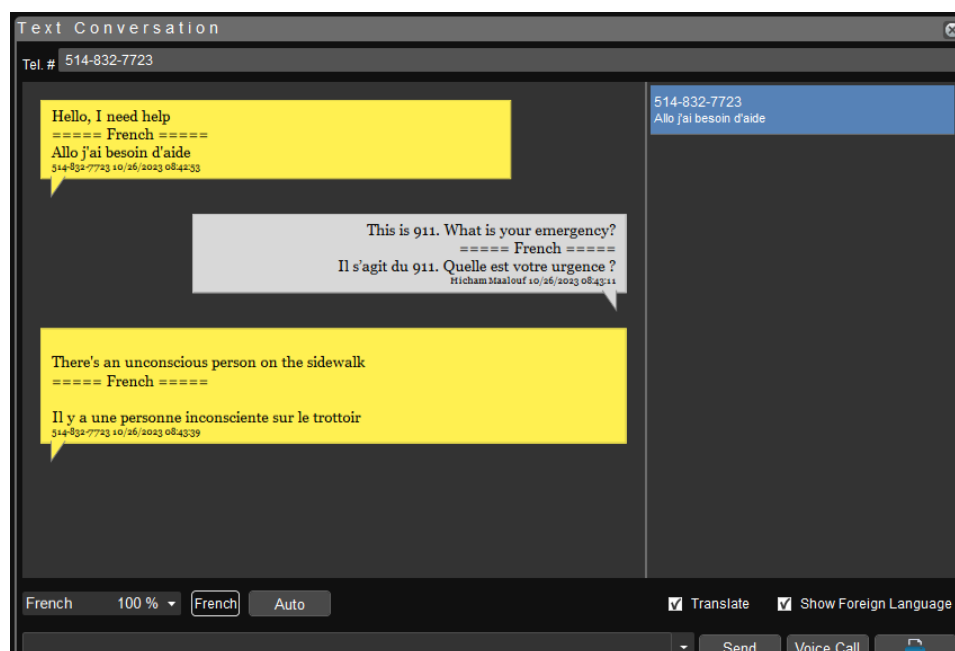 Text Conversation
Tel. # 514-832-7723
Hello, I need help
===== French =====
Allo j'ai besoin d'aide
514-832-7723 10/26/2023 08:42:53
This is 911. What is your emergency?
===== French =====
Il s'agit du 911. Quelle est votre urgence ?
Hicham Maalouf 10/26/2023 08:43:11
There's an unconscious person on the sidewalk
===== French =====
Il y a une personne inconsciente sur le trottoir
514-832-7723 10/26/2023 08:43:39
514-832-7723
Allo j'ai besoin d'aide
French 100 % French Auto Translate Show Foreign Language
Send Voice Call